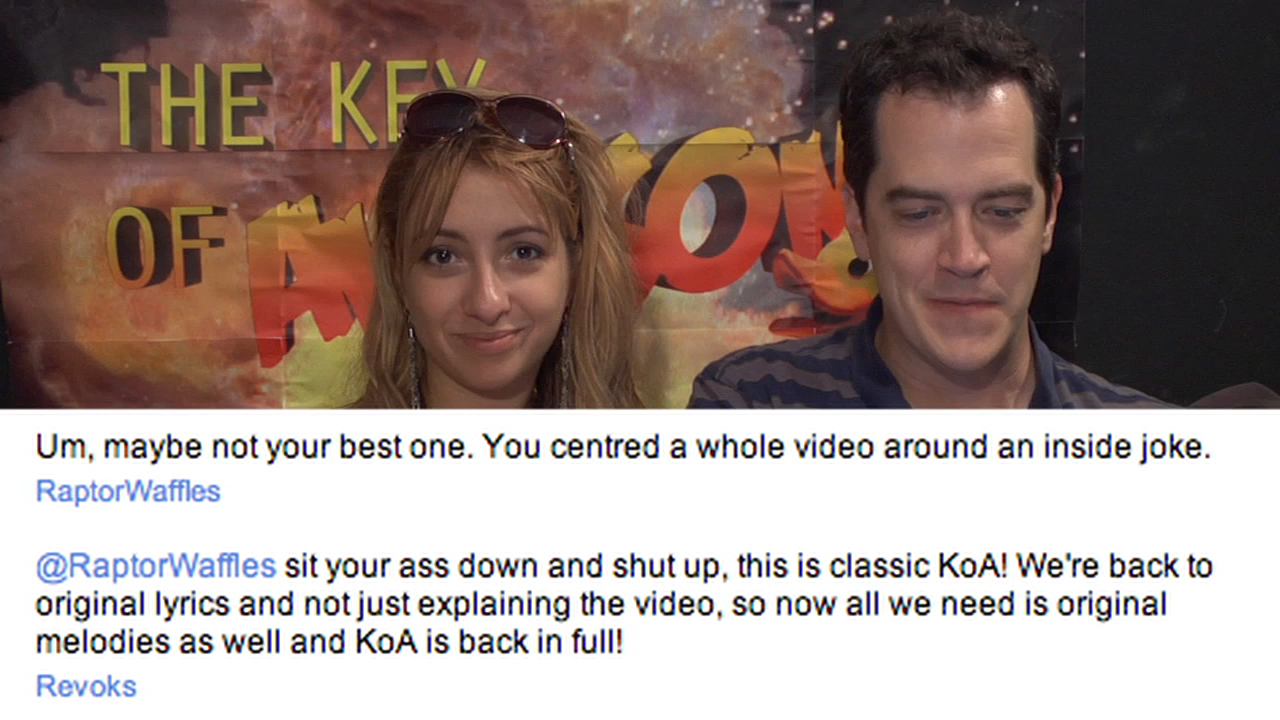 THE KEY
OF
Um, maybe not your best one. You centred a whole video around an inside joke.
RaptorWaffles
@RaptorWaffles sit your ass down and shut up, this is classic KoA! We're back to
original lyrics and not just explaining the video, so now all we need is original
melodies as well and KoA is back in full!
Revoks